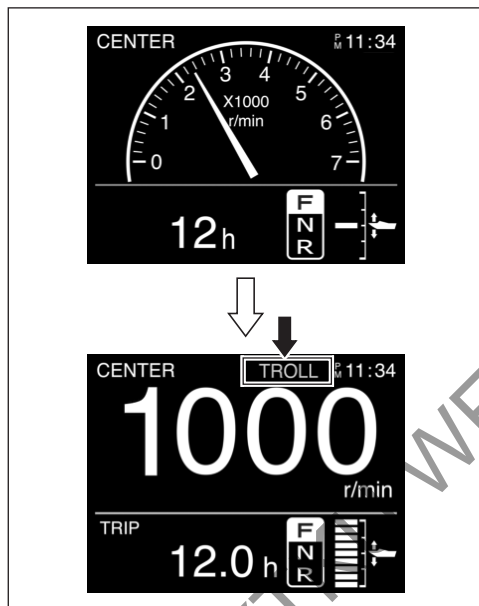 CENTER PM 11:34
0 1 2 3 4 5 6 7
X1000
r/min
12h
F
N
R
CENTER TROLL PM 11:34
1000
r/min
TRIP
12.0 h
F
N
R